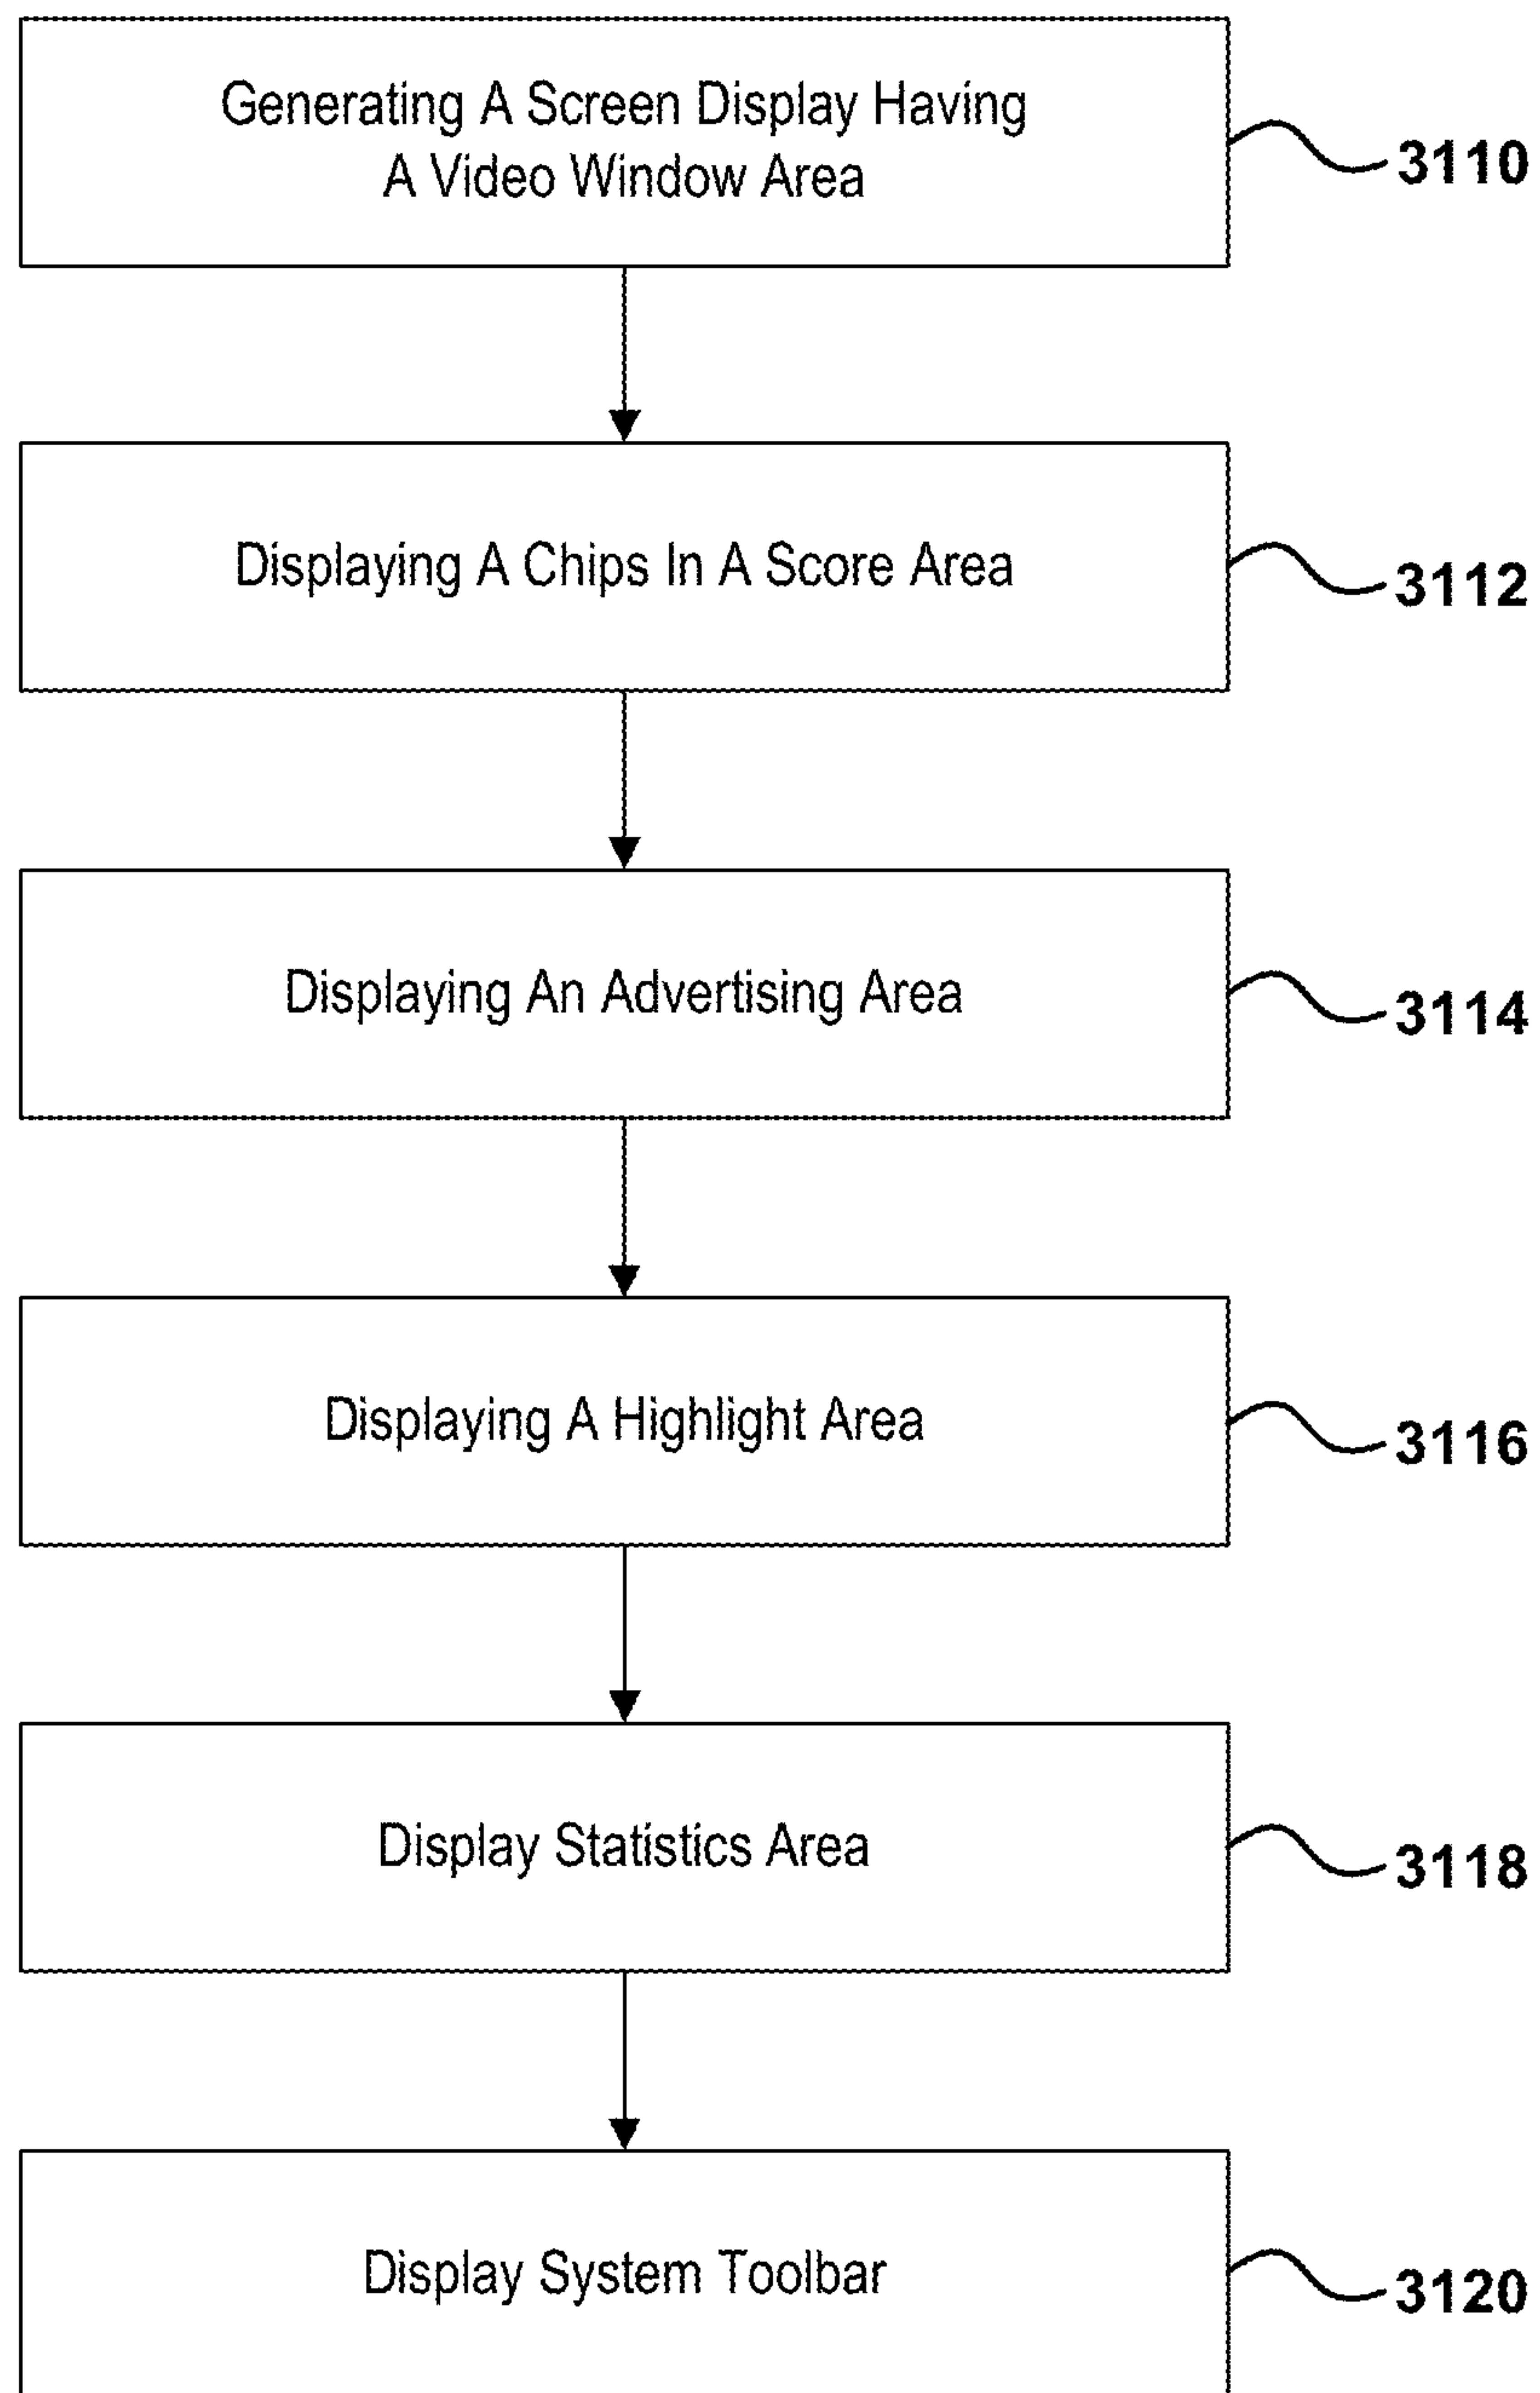 Generating A Screen Display Having
A Video Window Area
3110
Displaying A Chips In A Score Area
3112
Displaying An Advertising Area
3114
Displaying A Highlight Area
3116
Display Statistics Area
3118
Display System Toolbar
3120